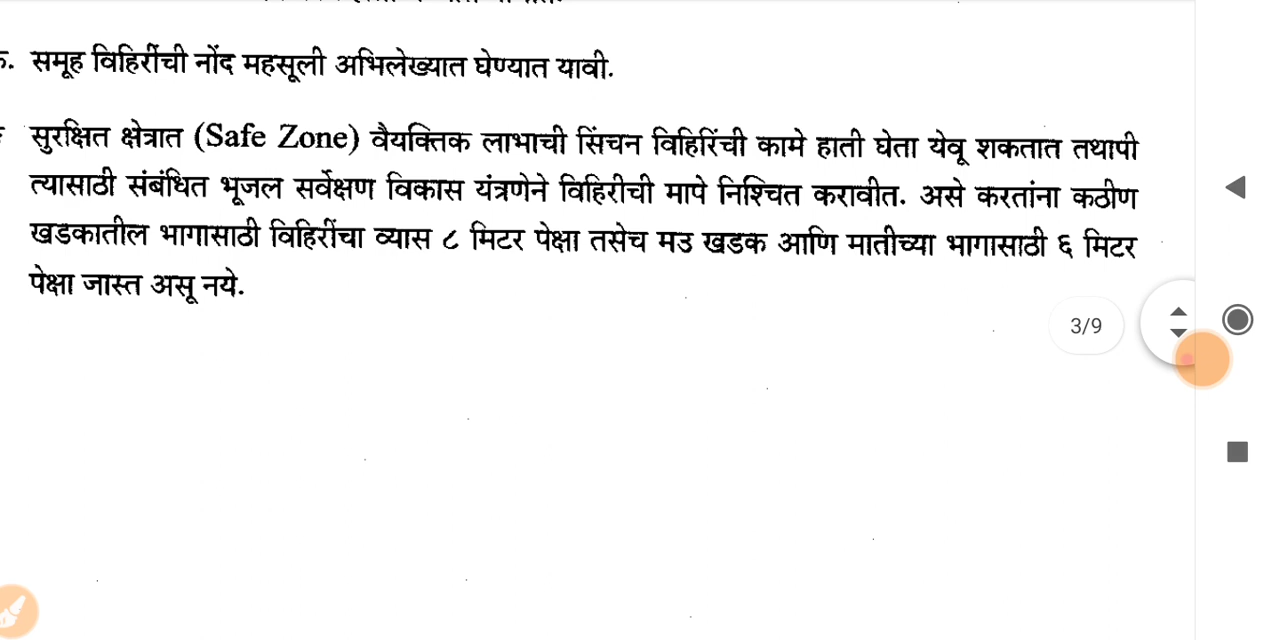 समूह विहिरींची नोंद महसूली अभिलेख्यात घेण्यात यावी.
सुरक्षित क्षेत्रात (Safe Zone) वैयक्तिक लाभाची सिंचन विहिरिंची कामे हाती घेता येवू शकतात तथापी
त्यासाठी संबंधित भूजल सर्वेक्षण विकास यंत्रणेने विहिरीची मापे निश्चित करावीत. असे करतांना कठीण
खडकातील भागासाठी विहिरींचा व्यास ८ मिटर पेक्षा तसेच मउ खडक आणि मातीच्या भागासाठी ६ मिटर
पेक्षा जास्त असू नये.
3/9